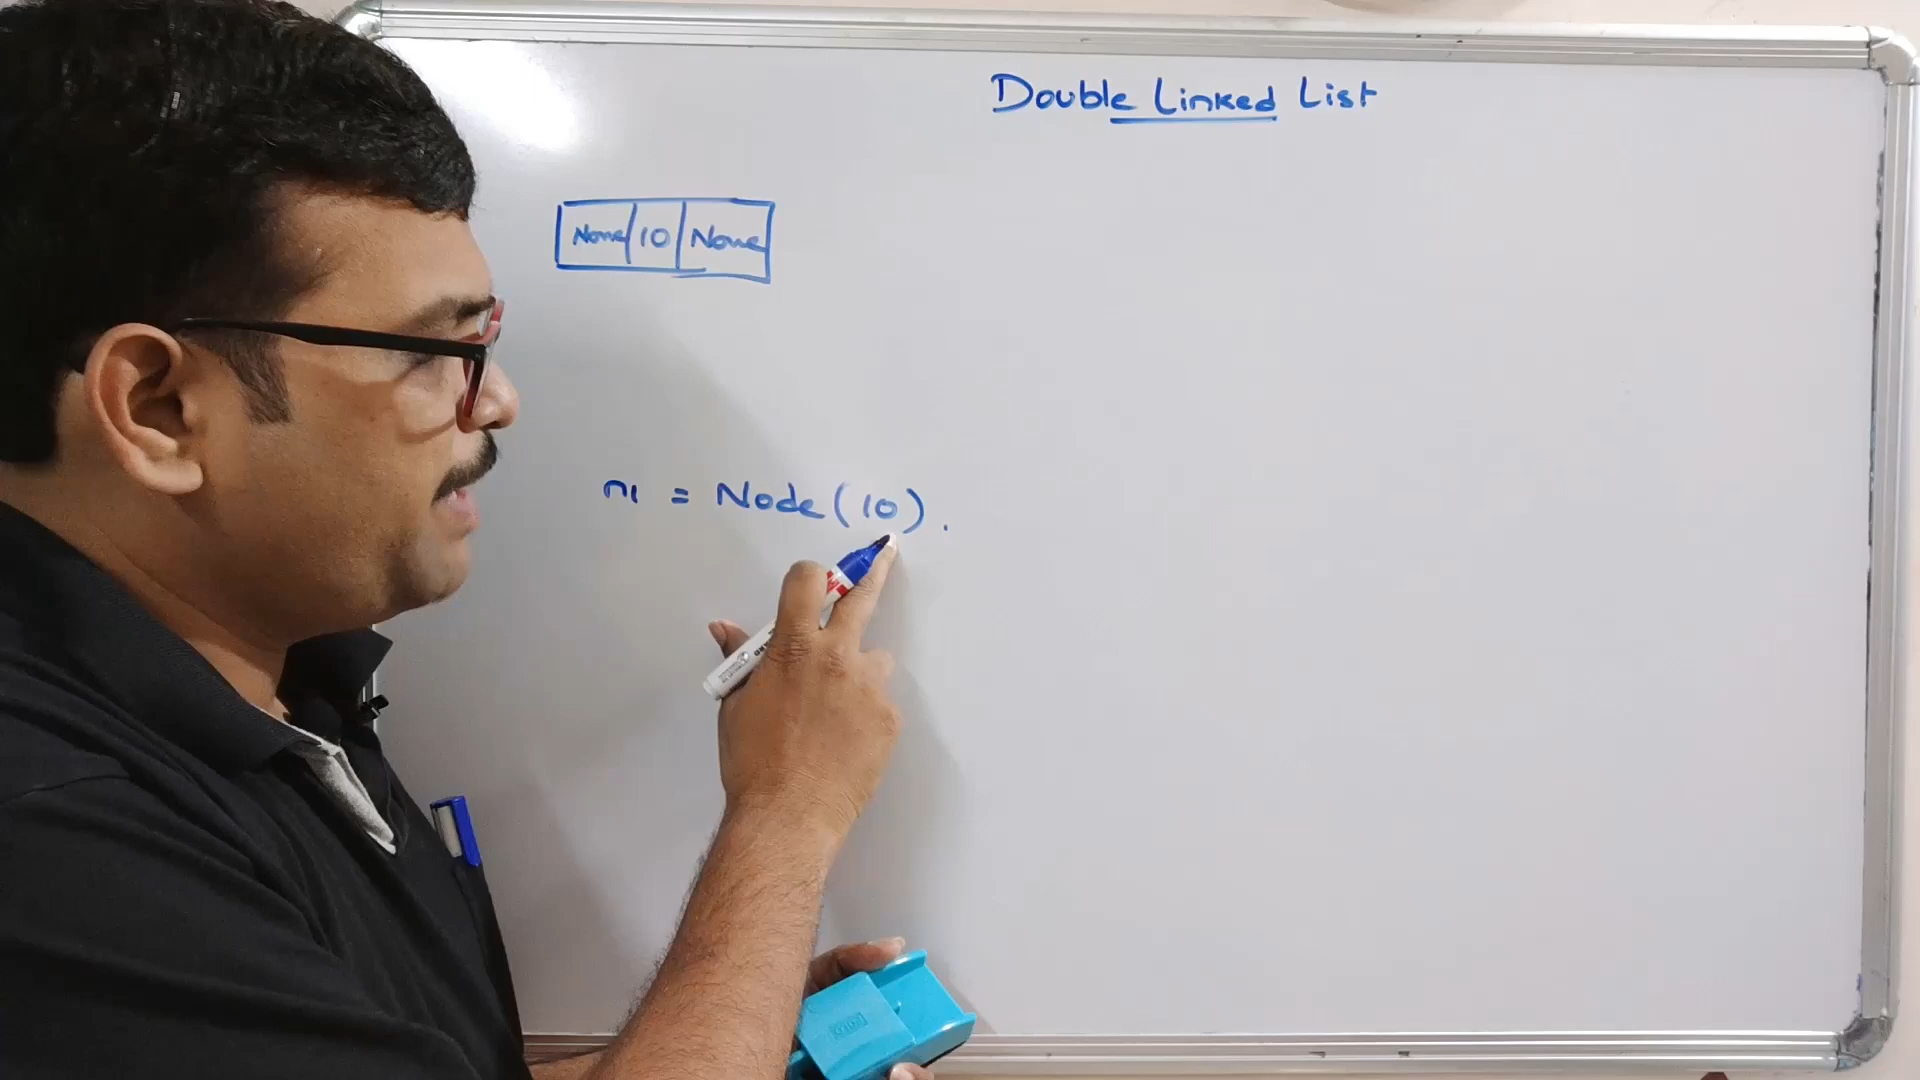 Double Linked List
None 10 None
n1 = Node(10).